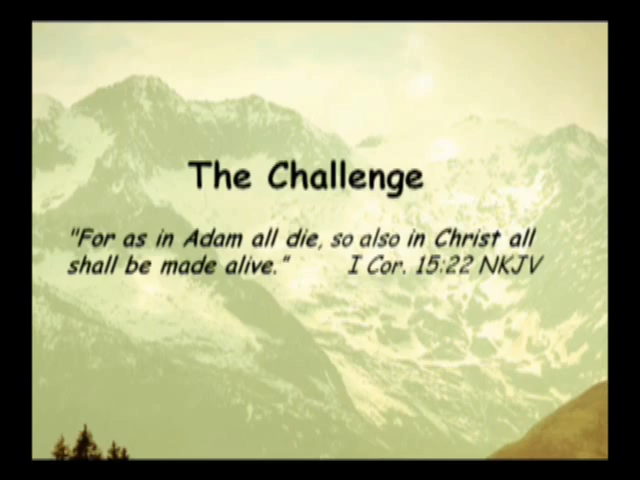 The Challenge
"For as in Adam all die, so also in Christ all
shall be made alive." I Cor. 15:22 NKJV